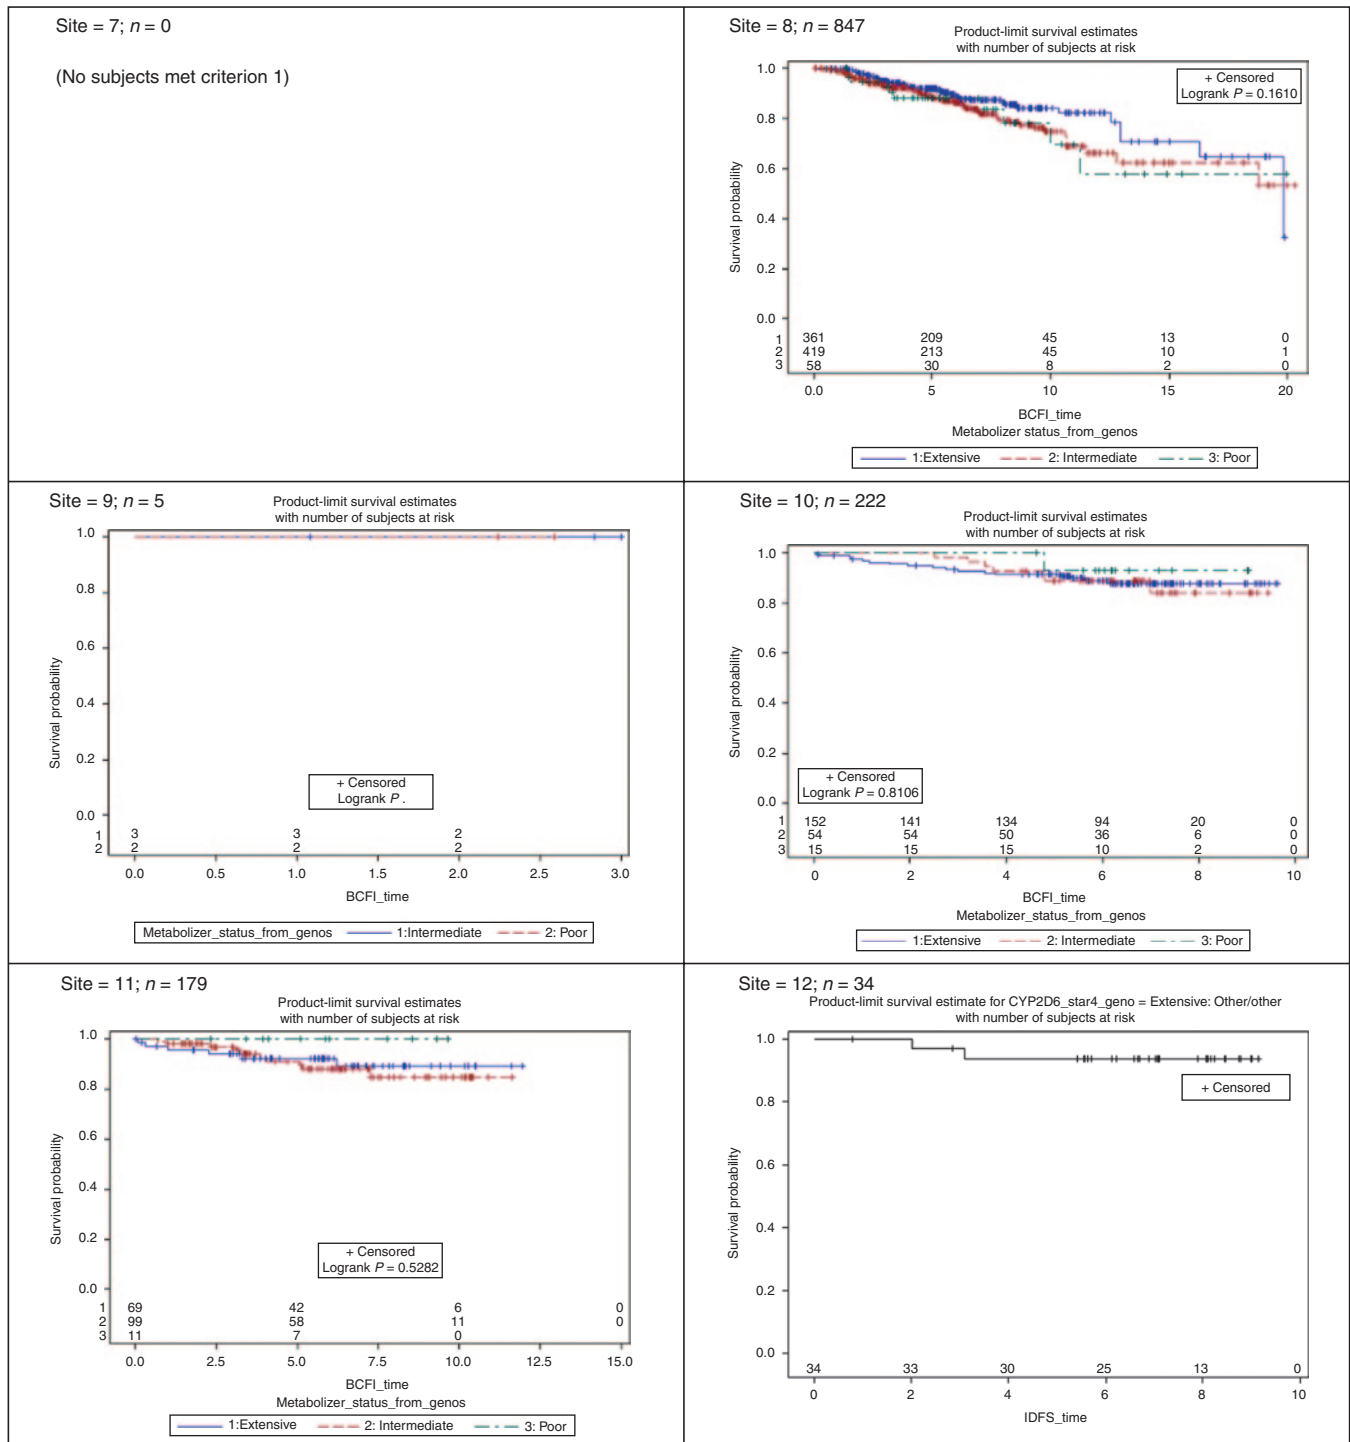 Site = 7; n = 0
(No subjects met criterion 1)
Site = 8; n = 847
Product-limit survival estimates
with number of subjects at risk
+ Censored
Logrank P = 0.1610
Survival probability
1.0
0.8
0.6
0.4
0.2
0.0
1 361 209 45 13 0
2 419 213 45 10 1
3 58 30 8 2 0
0.0 5 10 15 20
BCFI_time
Metabolizer status_from_genos
1:Extensive 2: Intermediate 3: Poor
Site = 9; n = 5
Product-limit survival estimates
with number of subjects at risk
Survival probability
1.0
0.8
0.6
0.4
0.2
0.0
+ Censored
Logrank P .
1 3 3 2
2 2 2 2
0.0 0.5 1.0 1.5 2.0 2.5 3.0
BCFI_time
Metabolizer_status_from_genos 1:Intermediate 2: Poor
Site = 10; n = 222
Product-limit survival estimates
with number of subjects at risk
Survival probability
1.0
0.8
0.6
0.4
0.2
0.0
+ Censored
Logrank P = 0.8106
1 152 141 134 94 20 0
2 54 54 50 36 6 0
3 15 15 15 10 2 0
0 2 4 6 8 10
BCFI_time
Metabolizer_status_from_genos
1:Extensive 2: Intermediate 3: Poor
Site = 11; n = 179
Product-limit survival estimates
with number of subjects at risk
Survival probability
1.0
0.8
0.6
0.4
0.2
0.0
+ Censored
Logrank P = 0.5282
1 69 42 6 0
2 99 58 11 0
3 11 7 0
0.0 2.5 5.0 7.5 10.0 12.5 15.0
BCFI_time
Metabolizer_status_from_genos
1:Extensive 2: Intermediate 3: Poor
Site = 12; n = 34
Product-limit survival estimate for CYP2D6_star4_geno = Extensive: Other/other
with number of subjects at risk
Survival probability
1.0
0.8
0.6
0.4
0.2
0.0
+ Censored
34 33 30 25 13 0
0 2 4 6 8 10
IDFS_time